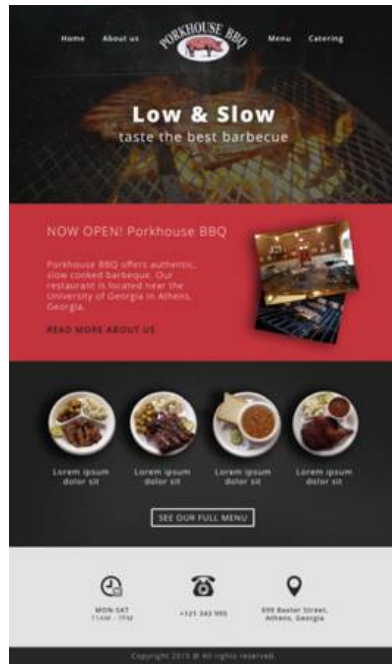 Home About us PORKHOUSE BBQ Menu Catering
Low & Slow
taste the best barbecue
NOW OPEN! Porkhouse BBQ
Porkhouse BBQ offers authentic,
slow cooked barbeque. Our
restaurant is located near the
University of Georgia in Athens,
Georgia.
READ MORE ABOUT US
Lorem ipsum
dolor sit
Lorem ipsum
dolor sit
Lorem ipsum
dolor sit
Lorem ipsum
dolor sit
SEE OUR FULL MENU
MON-SAT
11AM - 7PM
+121 343 995
699 Baxter Street,
Athens, Georgia
Copyright 2015 @ All rights reserved.